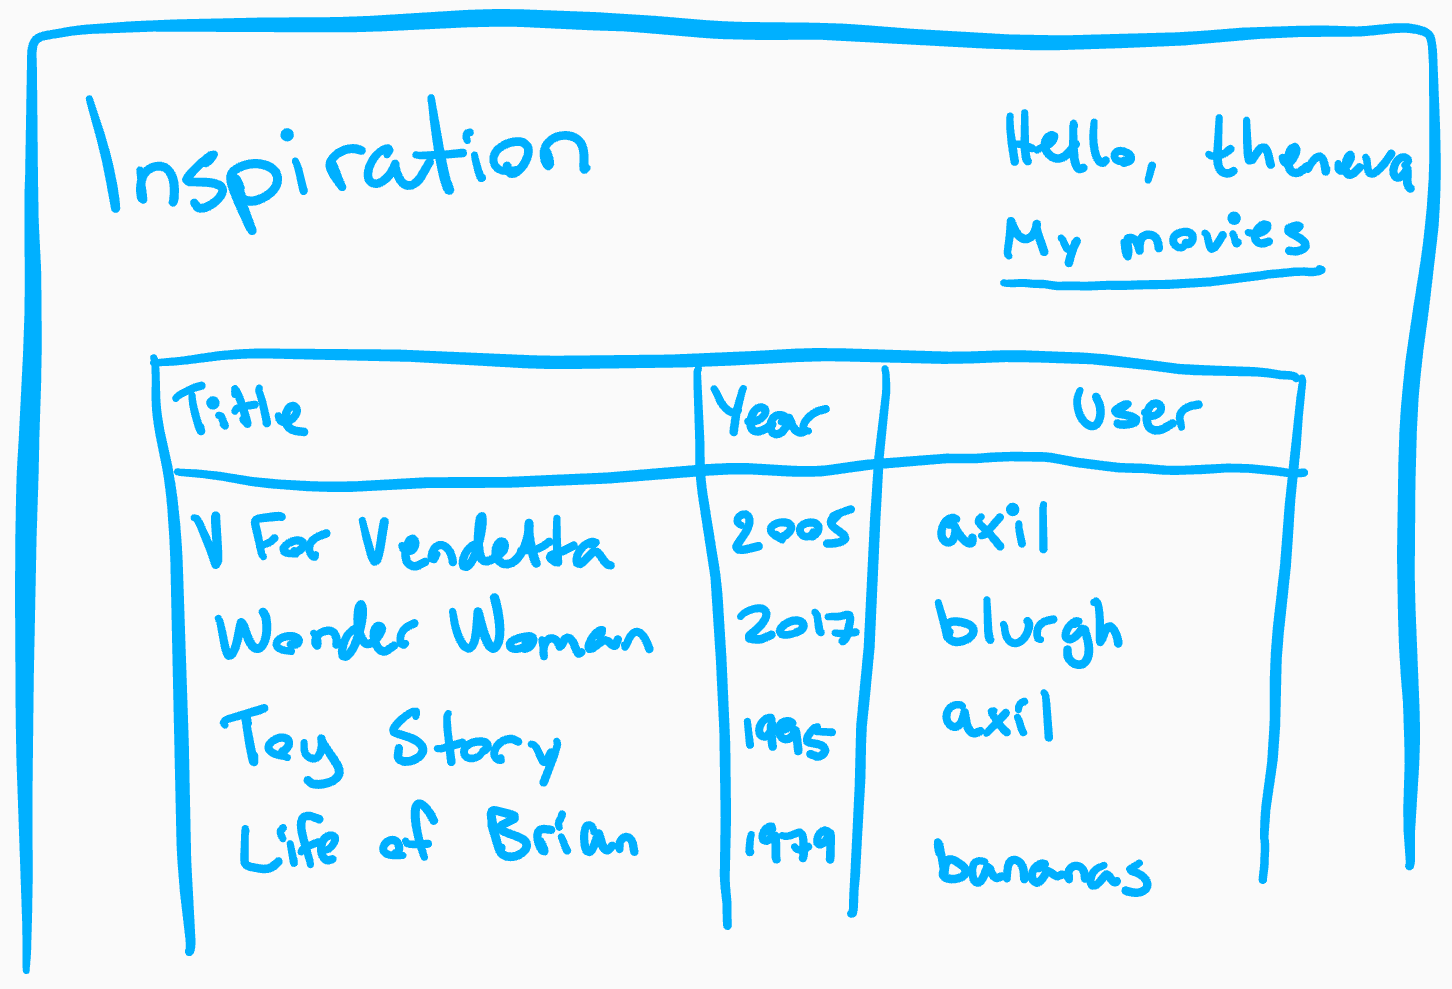 Inspiration
Hello, theneva
My movies
Title Year User
V For Vendetta 2005 axil
Wonder Woman 2017 blurgh
Toy Story 1995 axil
Life of Brian 1979 bananas